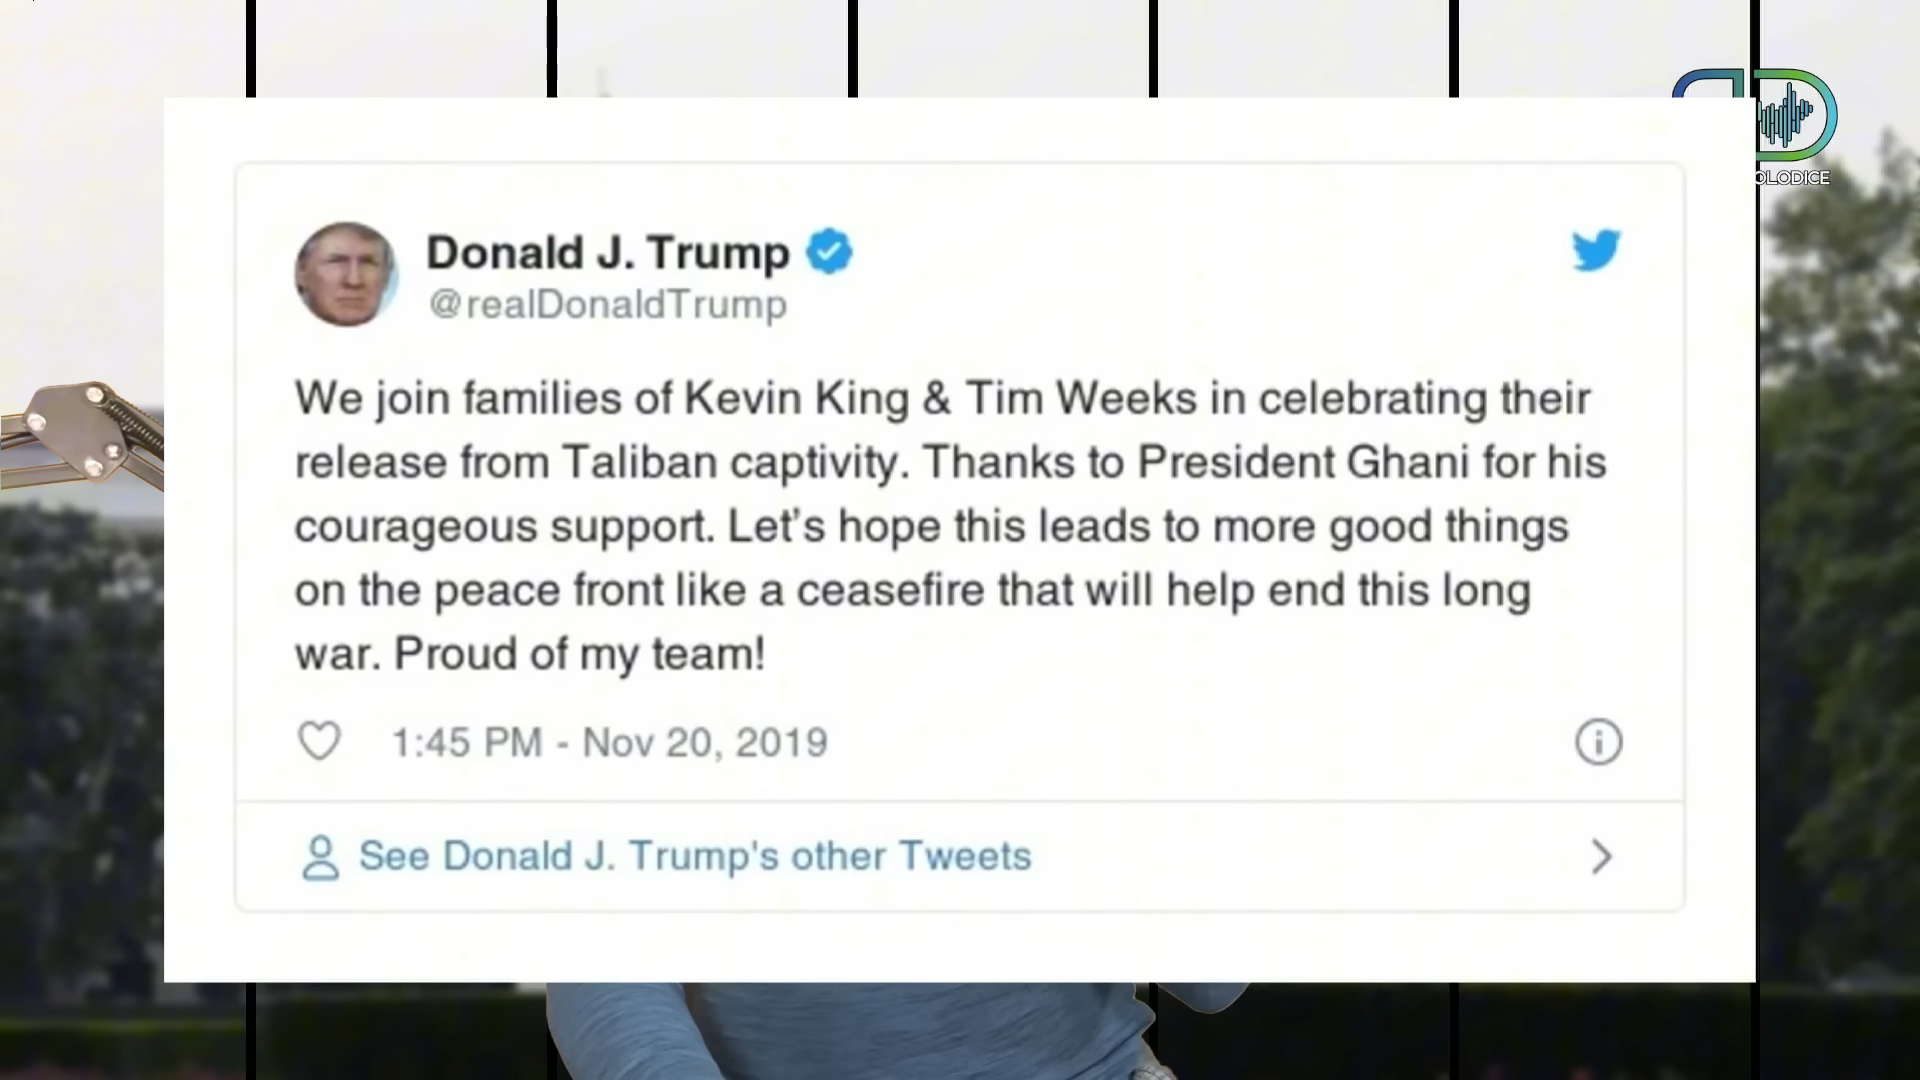 OLODICE
Donald J. Trump
@realDonaldTrump
We join families of Kevin King & Tim Weeks in celebrating their
release from Taliban captivity. Thanks to President Ghani for his
courageous support. Let's hope this leads to more good things
on the peace front like a ceasefire that will help end this long
war. Proud of my team!
1:45 PM - Nov 20, 2019
See Donald J. Trump's other Tweets